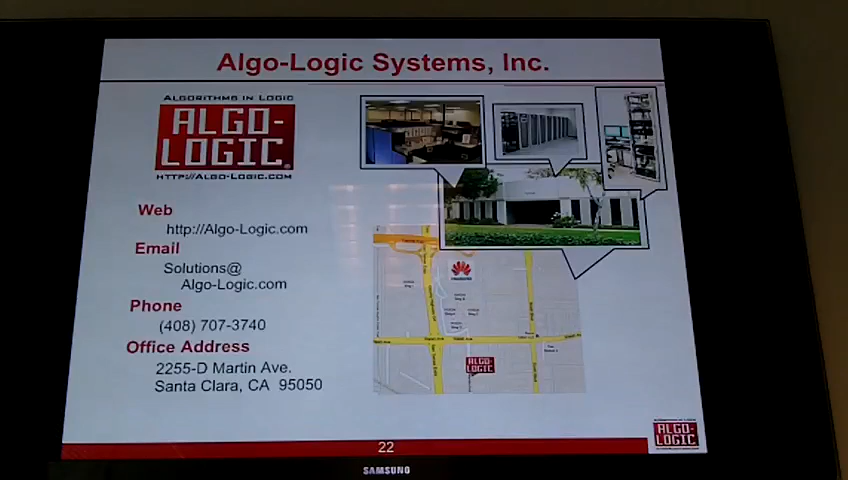 Algo-Logic Systems, Inc.
ALGORITHMS IN LOGIC
ALGO-
LOGIC
HTTP://ALGO-LOGIC.COM
Web
http://Algo-Logic.com
Email
Solutions@
Algo-Logic.com
Phone
(408) 707-3740
Office Address
2255-D Martin Ave.
Santa Clara, CA 95050
ALGO-
LOGIC
22
ALGO-
LOGIC
SAMSUNG